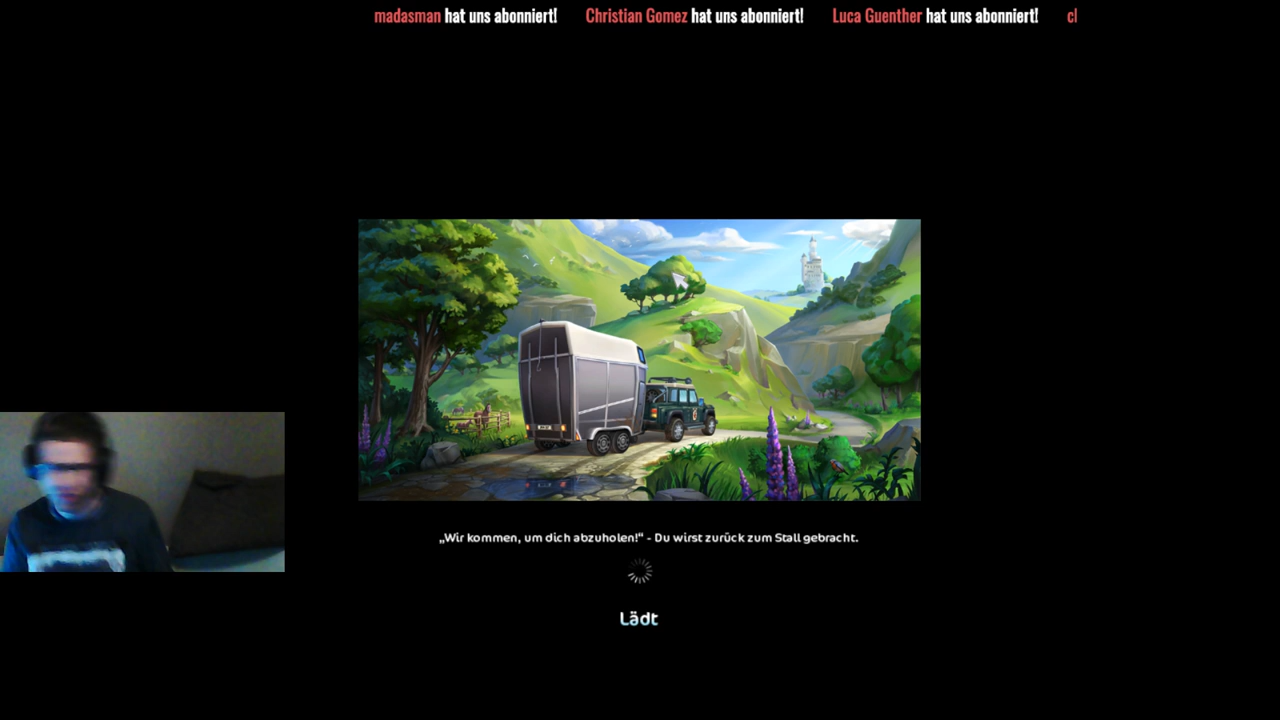 madasman hat uns abonniert! Christian Gomez hat uns abonniert! Luca Guenther hat uns abonniert! cl
„Wir kommen, um dich abzuholen!“ - Du wirst zurück zum Stall gebracht.
Lädt